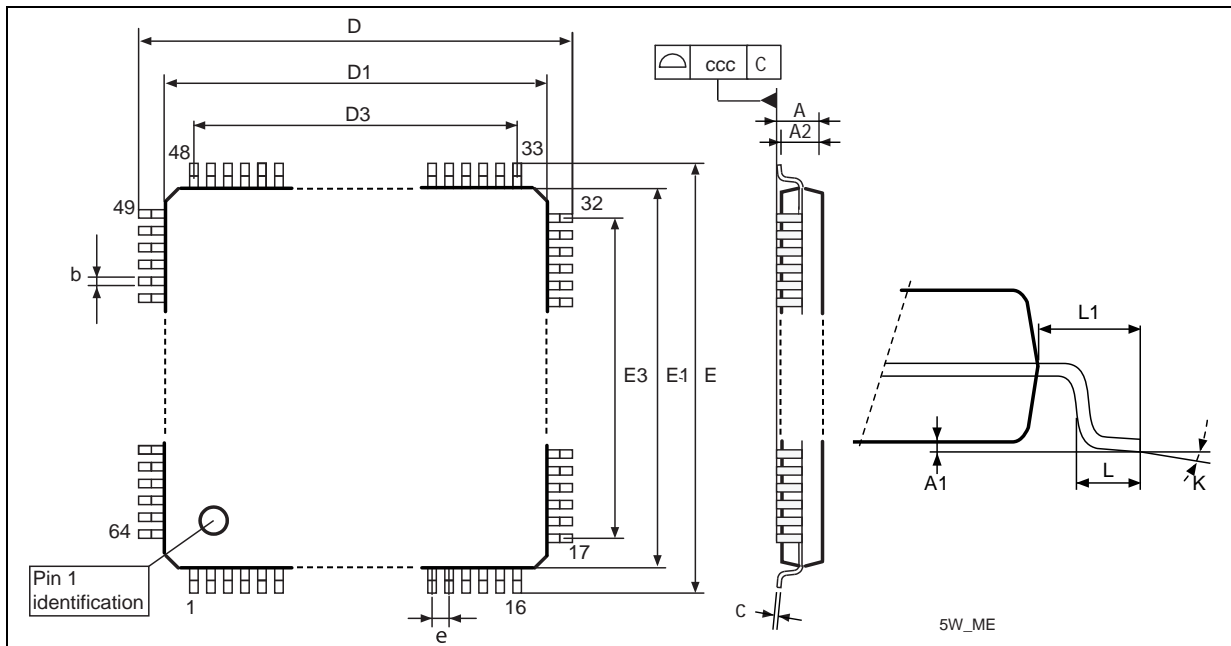 D
D1
D3
ccc C
A
A2
48
33
49
32
b
E3
E1
E
L1
A1
L
K
64
17
Pin 1
identification
1
16
e
C
5W_ME